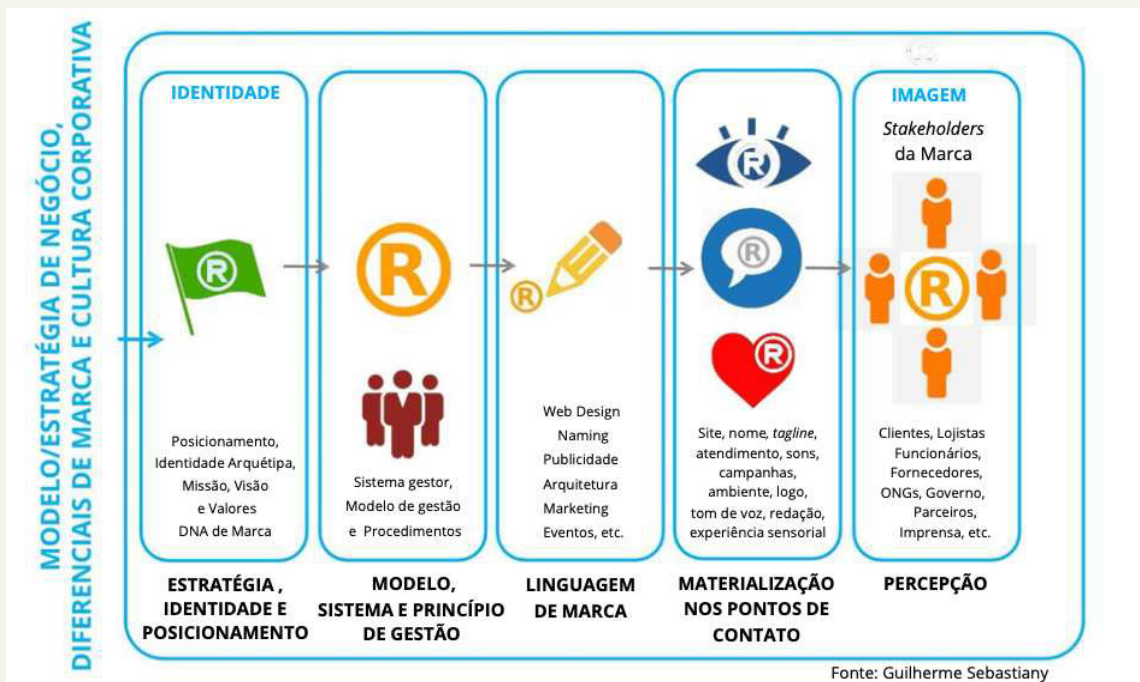 MODELO/ESTRATÉGIA DE NEGÓCIO,
DIFERENCIAIS DE MARCA E CULTURA CORPORATIVA
IDENTIDADE
®
Posicionamento,
Identidade Arquétipa,
Missão, Visão
e Valores
DNA de Marca
ESTRATÉGIA ,
IDENTIDADE E
POSICIONAMENTO
®
Sistema gestor,
Modelo de gestão
e Procedimentos
MODELO,
SISTEMA E PRINCÍPIO
DE GESTÃO
®
Web Design
Naming
Publicidade
Arquitetura
Marketing
Eventos, etc.
LINGUAGEM
DE MARCA
®
®
®
Site, nome, tagline,
atendimento, sons,
campanhas,
ambiente, logo,
tom de voz, redação,
experiência sensorial
MATERIALIZAÇÃO
NOS PONTOS DE
CONTATO
IMAGEM
Stakeholders
da Marca
®
Clientes, Lojistas
Funcionários,
Fornecedores,
ONGs, Governo,
Parceiros,
Imprensa, etc.
PERCEPÇÃO
Fonte: Guilherme Sebastiany